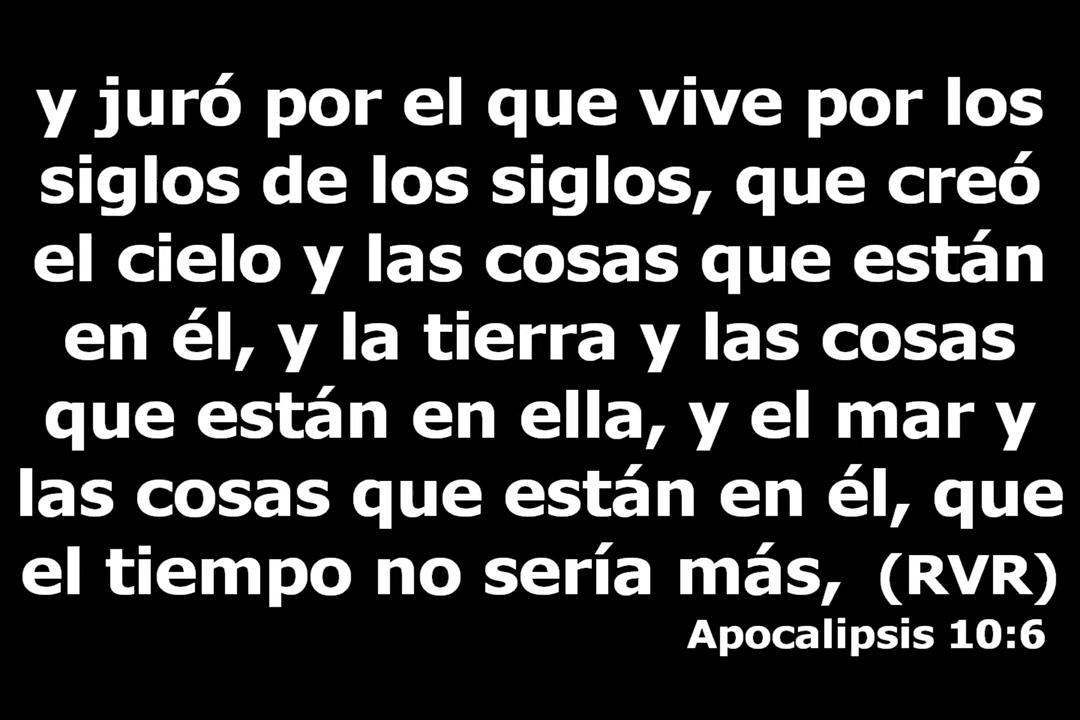 y juró por el que vive por los
siglos de los siglos, que creó
el cielo y las cosas que están
en él, y la tierra y las cosas
que están en ella, y el mar y
las cosas que están en él, que
el tiempo no sería más, (RVR)
Apocalipsis 10:6